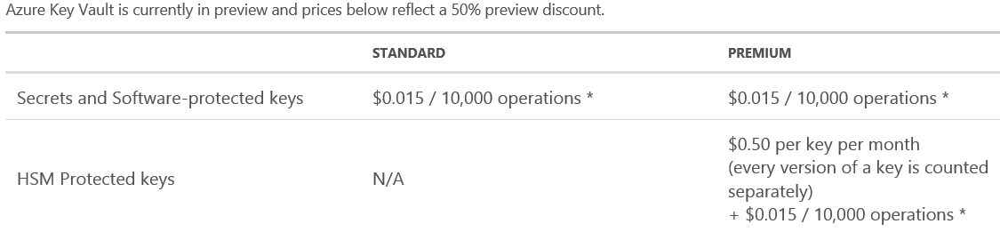 Azure Key Vault is currently in preview and prices below reflect a 50% preview discount.
STANDARD PREMIUM
Secrets and Software-protected keys $0.015 / 10,000 operations * $0.015 / 10,000 operations *
HSM Protected keys N/A $0.50 per key per month
(every version of a key is counted
separately)
+ $0.015 / 10,000 operations *